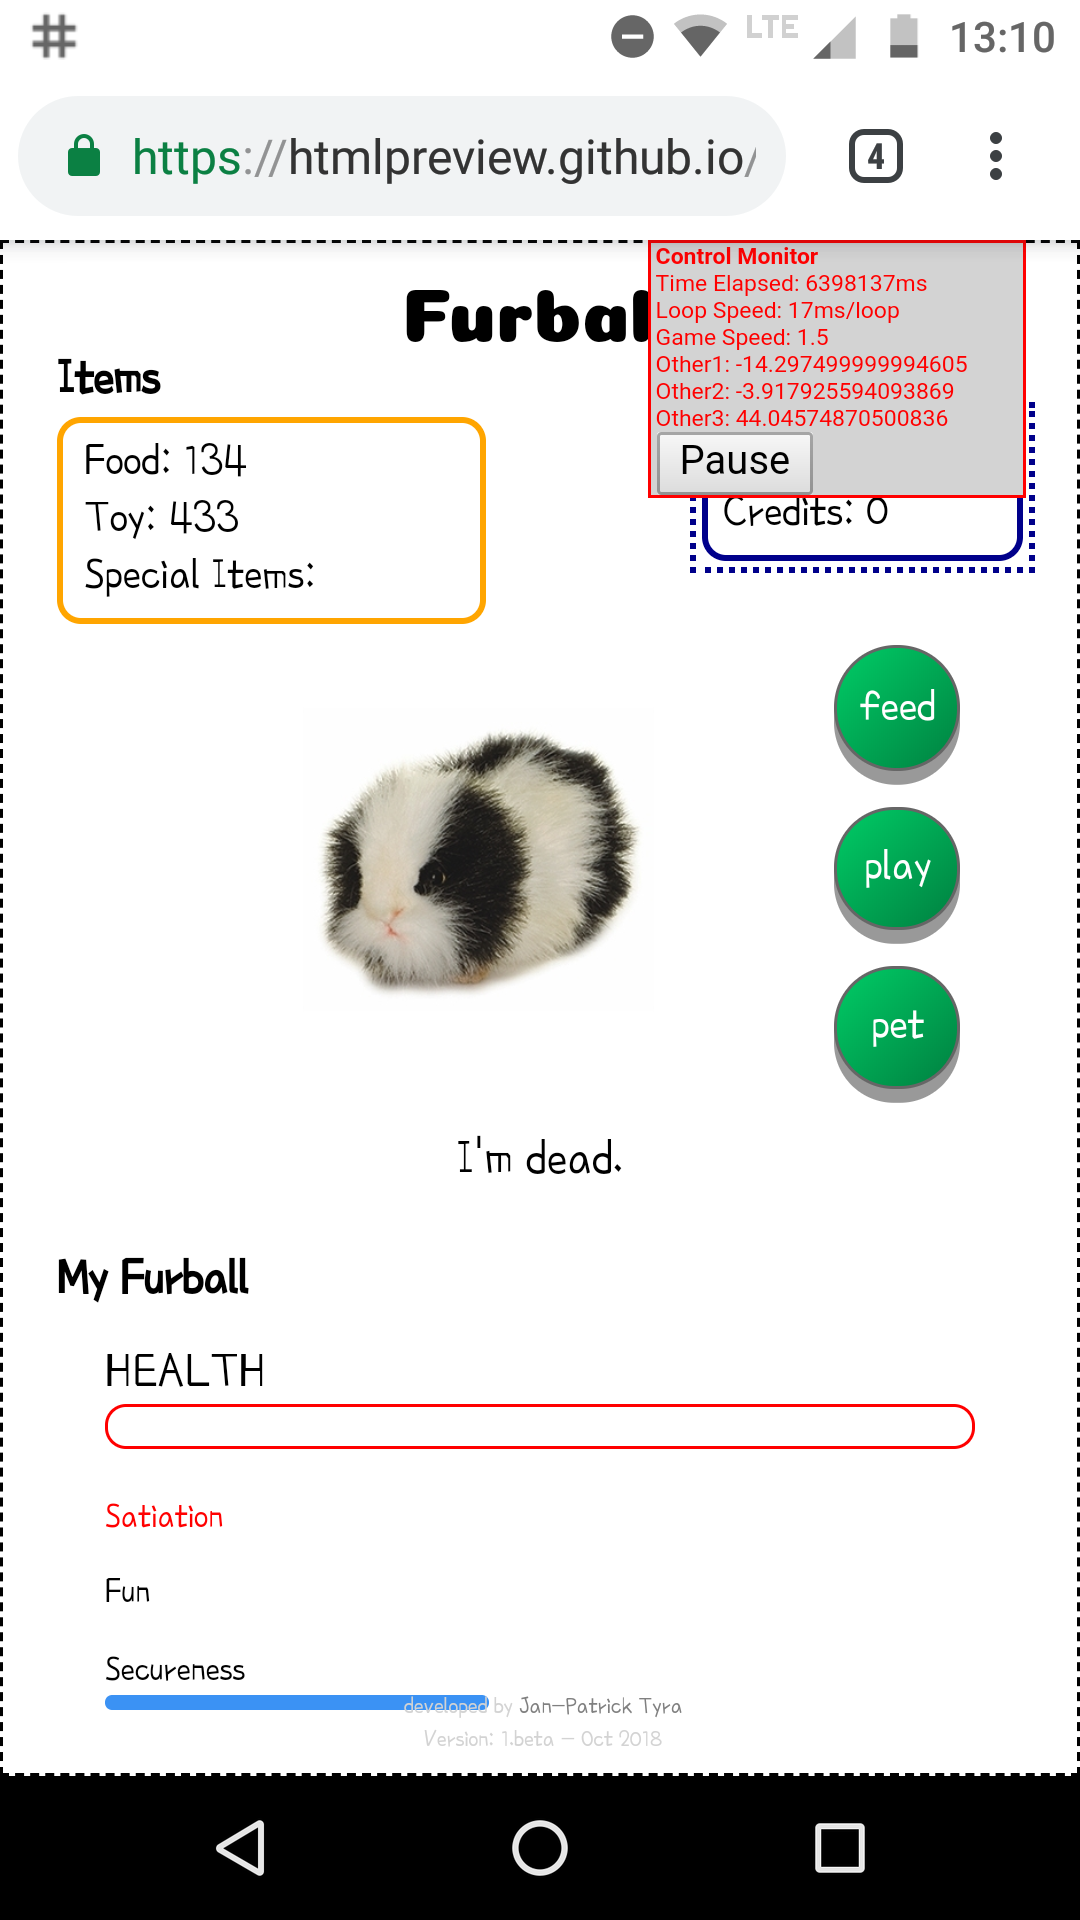 LTE 13:10
https://htmlpreview.github.io/
4
Control Monitor
Time Elapsed: 6398137ms
Loop Speed: 17ms/loop
Game Speed: 1.5
Other1: -14.297499999994605
Other2: -3.917925594093869
Other3: 44.04574870500836
Pause
Furbal
Items
Food: 134
Toy: 433
Special Items:
Credits: 0
feed
play
pet
I'm dead.
My Furball
HEALTH
Satiation
Fun
Secureness
developed by Jan-Patrick Tyra
Version: 1.beta - Oct 2018